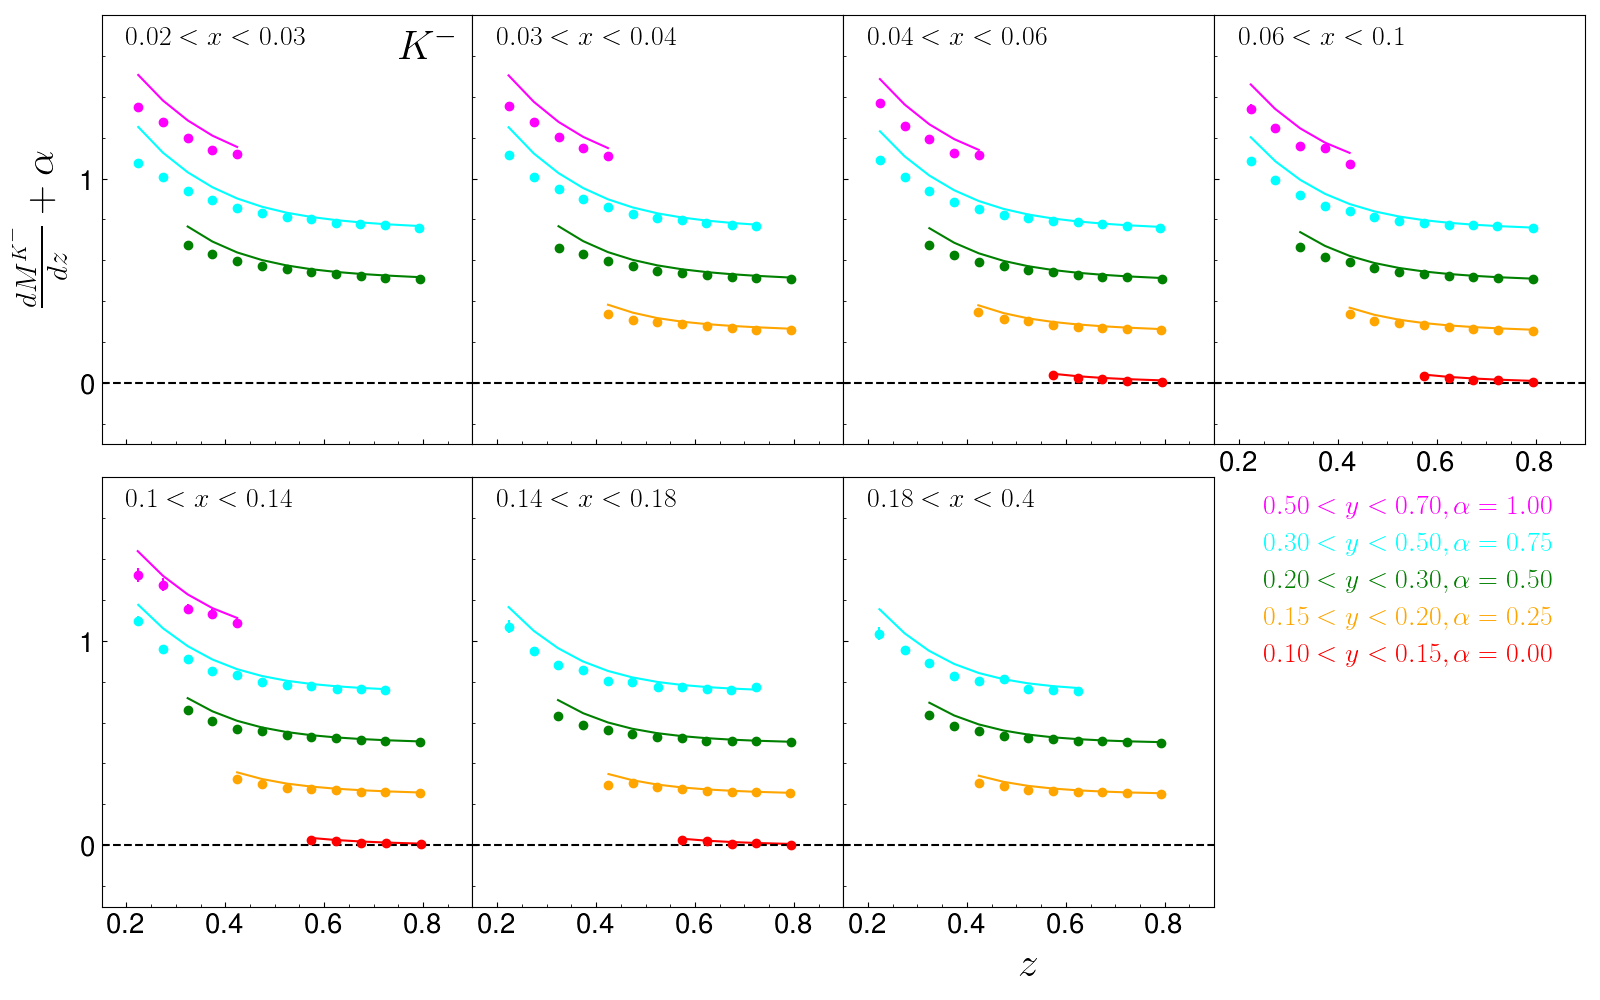 0.02 < x < 0.03
K⁻
0.03 < x < 0.04
0.04 < x < 0.06
0.06 < x < 0.1
dM^{K⁻}/dz + α
1
0
0.2 0.4 0.6 0.8
0.1 < x < 0.14
0.14 < x < 0.18
0.18 < x < 0.4
0.50 < y < 0.70, α = 1.00
0.30 < y < 0.50, α = 0.75
0.20 < y < 0.30, α = 0.50
0.15 < y < 0.20, α = 0.25
0.10 < y < 0.15, α = 0.00
1
0
0.2 0.4 0.6 0.8
0.2 0.4 0.6 0.8
0.2 0.4 0.6 0.8
z